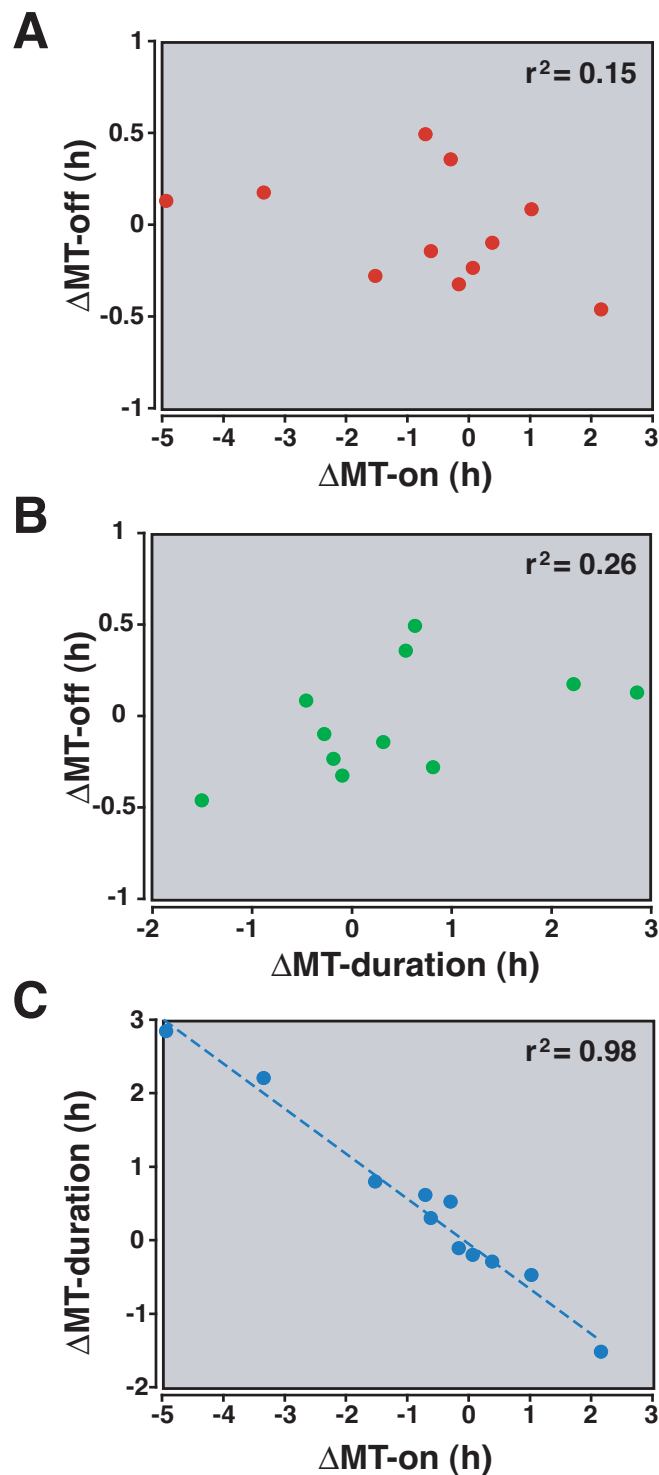 A
r² = 0.15
ΔMT-off (h)
1
0.5
0
-0.5
-1
-5 -4 -3 -2 -1 0 1 2 3
ΔMT-on (h)
B
r² = 0.26
ΔMT-off (h)
1
0.5
0
-0.5
-1
-2 -1 0 1 2 3
ΔMT-duration (h)
C
r² = 0.98
ΔMT-duration (h)
3
2
1
0
-1
-2
-5 -4 -3 -2 -1 0 1 2 3
ΔMT-on (h)